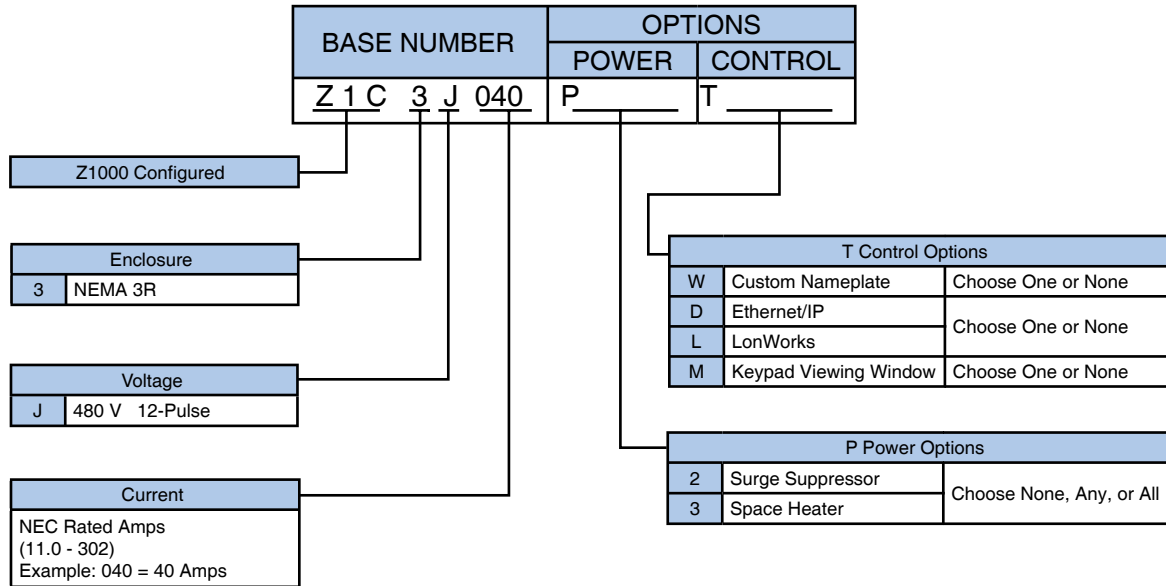 BASE NUMBER
OPTIONS
POWER
CONTROL
Z 1 C 3 J 040
P
T
Z1000 Configured
Enclosure
3 NEMA 3R
Voltage
J 480 V 12-Pulse
Current
NEC Rated Amps
(11.0 - 302)
Example: 040 = 40 Amps
T Control Options
W Custom Nameplate Choose One or None
D Ethernet/IP
Choose One or None
L LonWorks
M Keypad Viewing Window Choose One or None
P Power Options
2 Surge Suppressor
Choose None, Any, or All
3 Space Heater